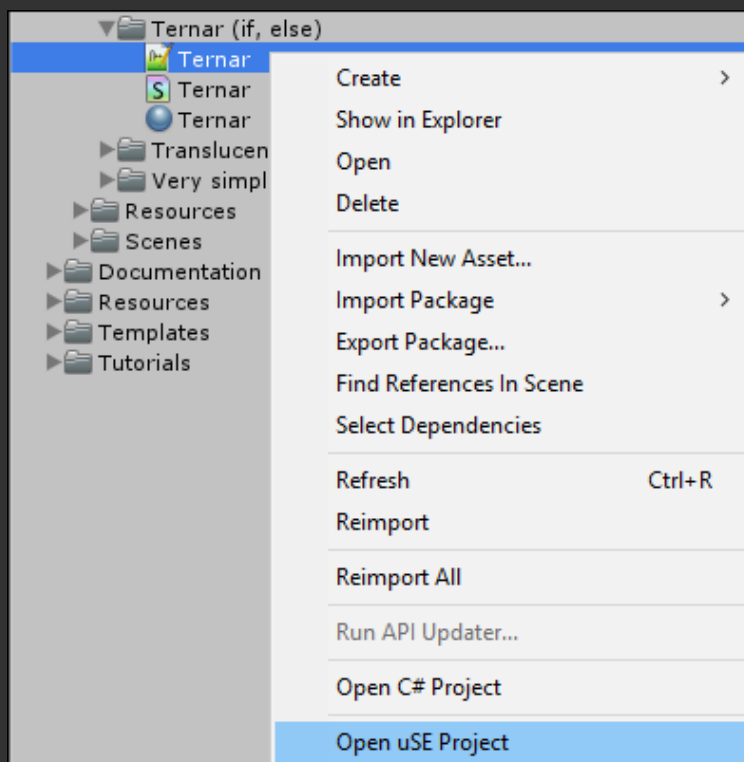 Ternar (if, else)
Ternar
Ternar
Ternar
Translucen
Very simpl
Resources
Scenes
Documentation
Resources
Templates
Tutorials
Create
Show in Explorer
Open
Delete
Import New Asset...
Import Package
Export Package...
Find References In Scene
Select Dependencies
Refresh Ctrl+R
Reimport
Reimport All
Run API Updater...
Open C# Project
Open uSE Project